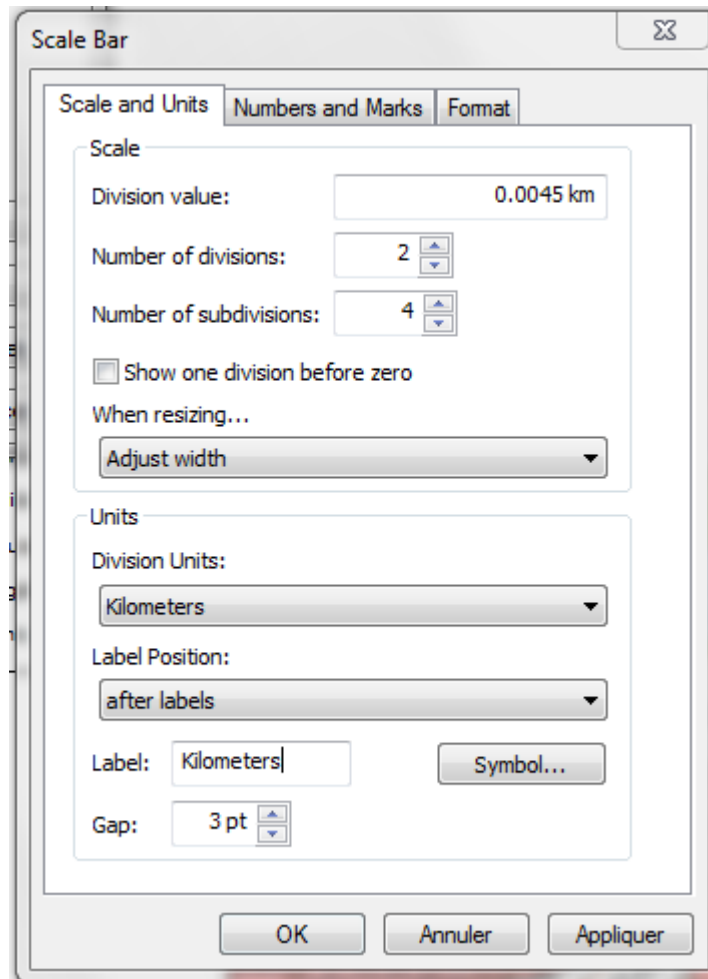 Scale Bar
Scale and Units Numbers and Marks Format
Scale
Division value: 0.0045 km
Number of divisions: 2
Number of subdivisions: 4
Show one division before zero
When resizing...
Adjust width
Units
Division Units:
Kilometers
Label Position:
after labels
Label: Kilometers Symbol...
Gap: 3 pt
OK Annuler Appliquer